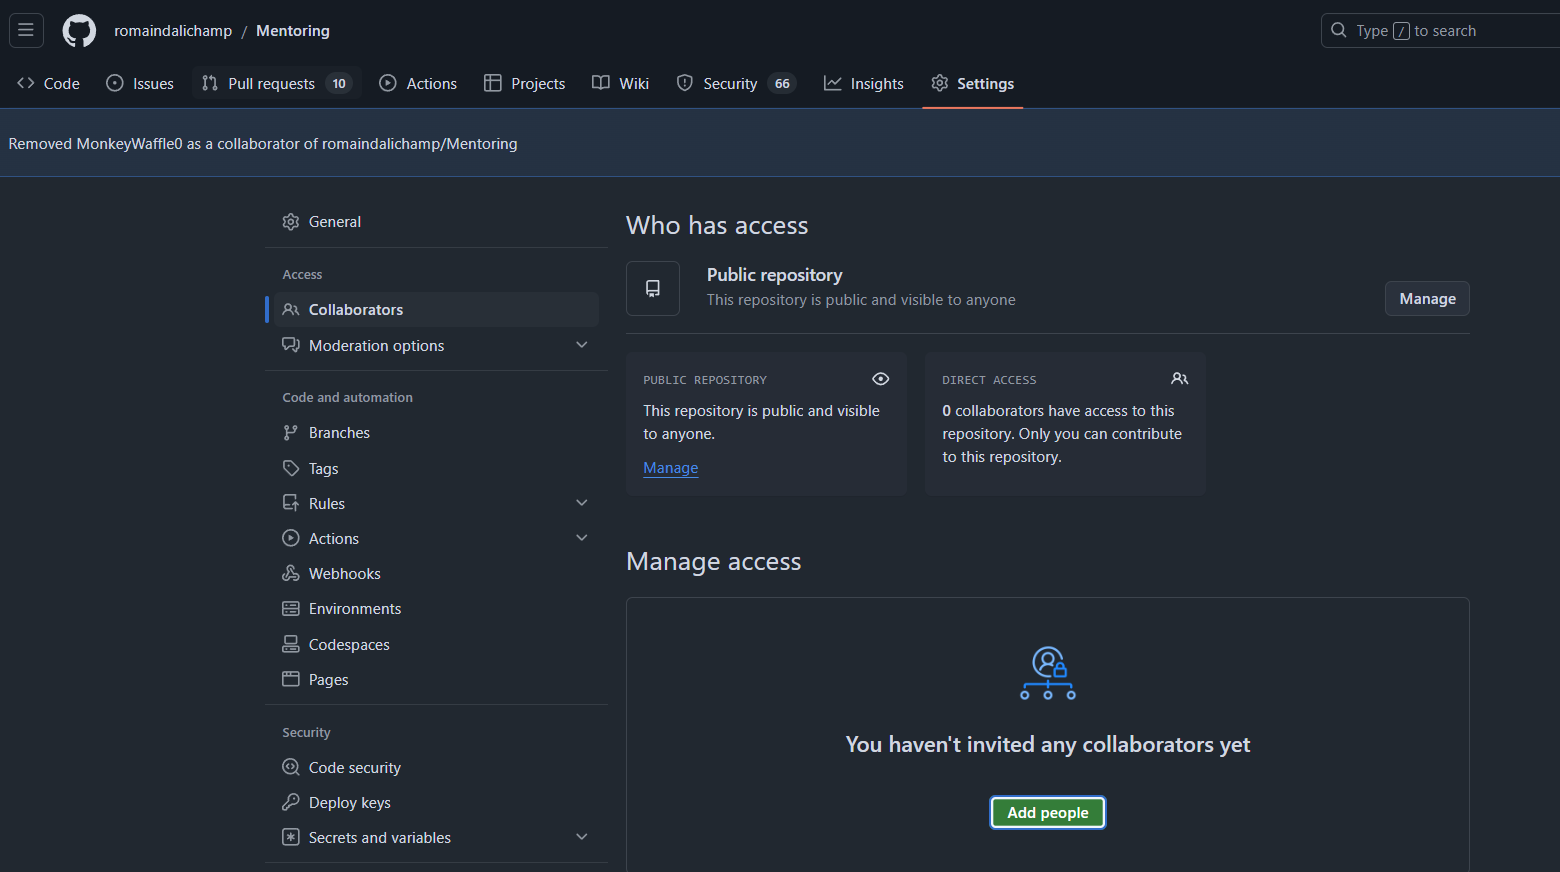 romaindalichamp / Mentoring
Type / to search
Code
Issues
Pull requests 10
Actions
Projects
Wiki
Security 66
Insights
Settings
Removed MonkeyWaffle0 as a collaborator of romaindalichamp/Mentoring
General
Access
Collaborators
Moderation options
Code and automation
Branches
Tags
Rules
Actions
Webhooks
Environments
Codespaces
Pages
Security
Code security
Deploy keys
Secrets and variables
Who has access
Public repository
This repository is public and visible to anyone
Manage
PUBLIC REPOSITORY
This repository is public and visible
to anyone.
Manage
DIRECT ACCESS
0 collaborators have access to this
repository. Only you can contribute
to this repository.
Manage access
You haven't invited any collaborators yet
Add people